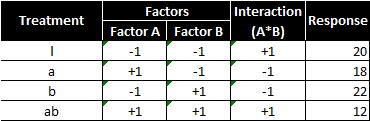 Treatment Factors Interaction (A*B) Response
Factor A Factor B
l -1 -1 +1 20
a +1 -1 -1 18
b -1 +1 -1 22
ab +1 +1 +1 12